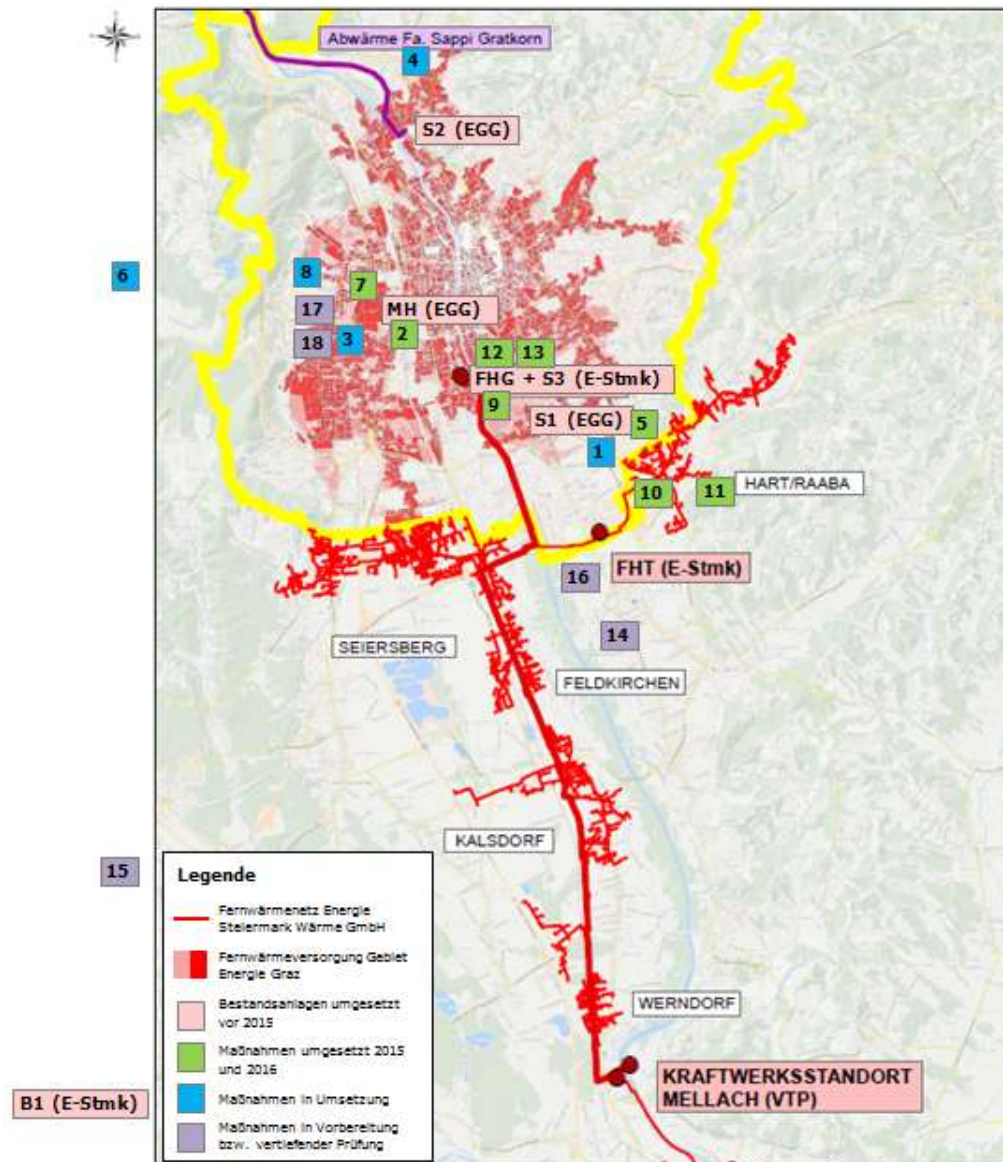 Abwärme Fa. Sappi Gratkorn
4
S2 (EGG)
6
8
7
17
MH (EGG)
2
18
3
12
13
FHG + S3 (E-Stmk)
9
S1 (EGG)
5
1
10
11
HART/RAABA
16
FHT (E-Stmk)
14
SEIERSBERG
FELDKIRCHEN
KALSDORF
15
Legende
Fernwärmenetz Energie
Steiermark Wärme GmbH
Fernwärmeversorgung Gebiet
Energie Graz
Bestandsanlagen umgesetzt
vor 2015
Maßnahmen umgesetzt 2015
und 2016
Maßnahmen in Umsetzung
Maßnahmen in Vorbereitung
bzw. vertiefender Prüfung
WERNDORF
KRAFTWERKSSTANDORT
MELLACH (VTP)
B1 (E-Stmk)